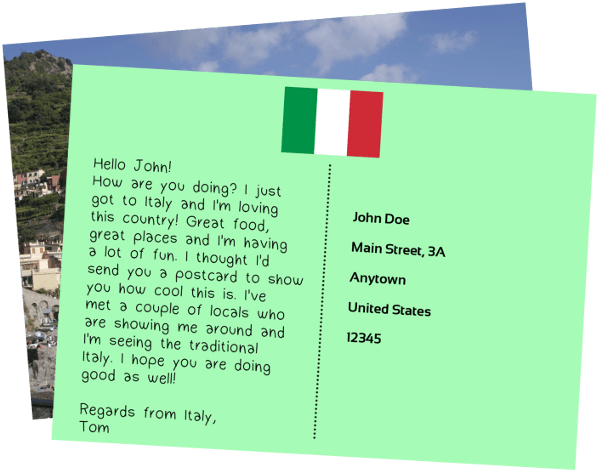 Hello John!
How are you doing? I just
got to Italy and I'm loving
this country! Great food,
great places and I'm having
a lot of fun. I thought I'd
send you a postcard to show
you how cool this is. I've
met a couple of locals who
are showing me around and
I'm seeing the traditional
Italy. I hope you are doing
good as well!
Regards from Italy,
Tom
John Doe
Main Street, 3A
Anytown
United States
12345